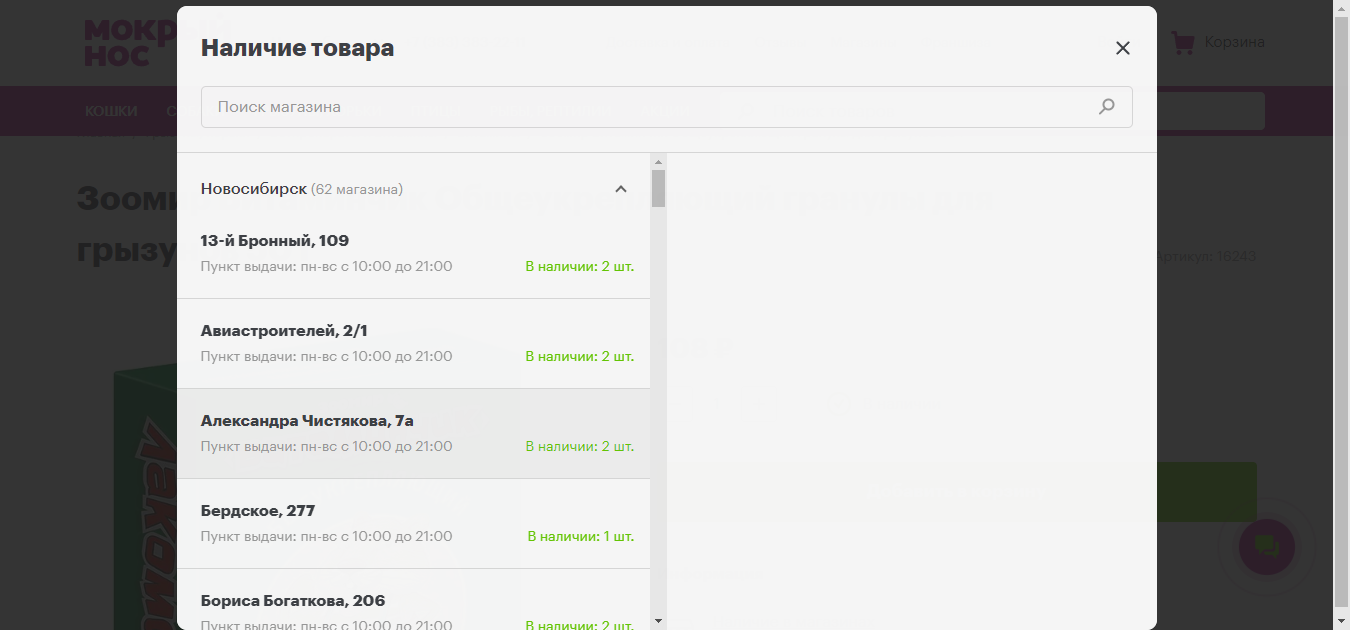 МОКРЫЙ
НОС
Наличие товара
Корзина
Поиск магазина
КОШКИ
Новосибирск (62 магазина)
13-й Бронный, 109
Пункт выдачи: пн-вс с 10:00 до 21:00
В наличии: 2 шт.
Артикул: 16243
Авиастроителей, 2/1
Пункт выдачи: пн-вс с 10:00 до 21:00
В наличии: 2 шт.
Александра Чистякова, 7а
Пункт выдачи: пн-вс с 10:00 до 21:00
В наличии: 2 шт.
Бердское, 277
Пункт выдачи: пн-вс с 10:00 до 21:00
В наличии: 1 шт.
Бориса Богаткова, 206
Пункт выдачи: пн-вс с 10:00 до 21:00
В наличии: 2 шт.